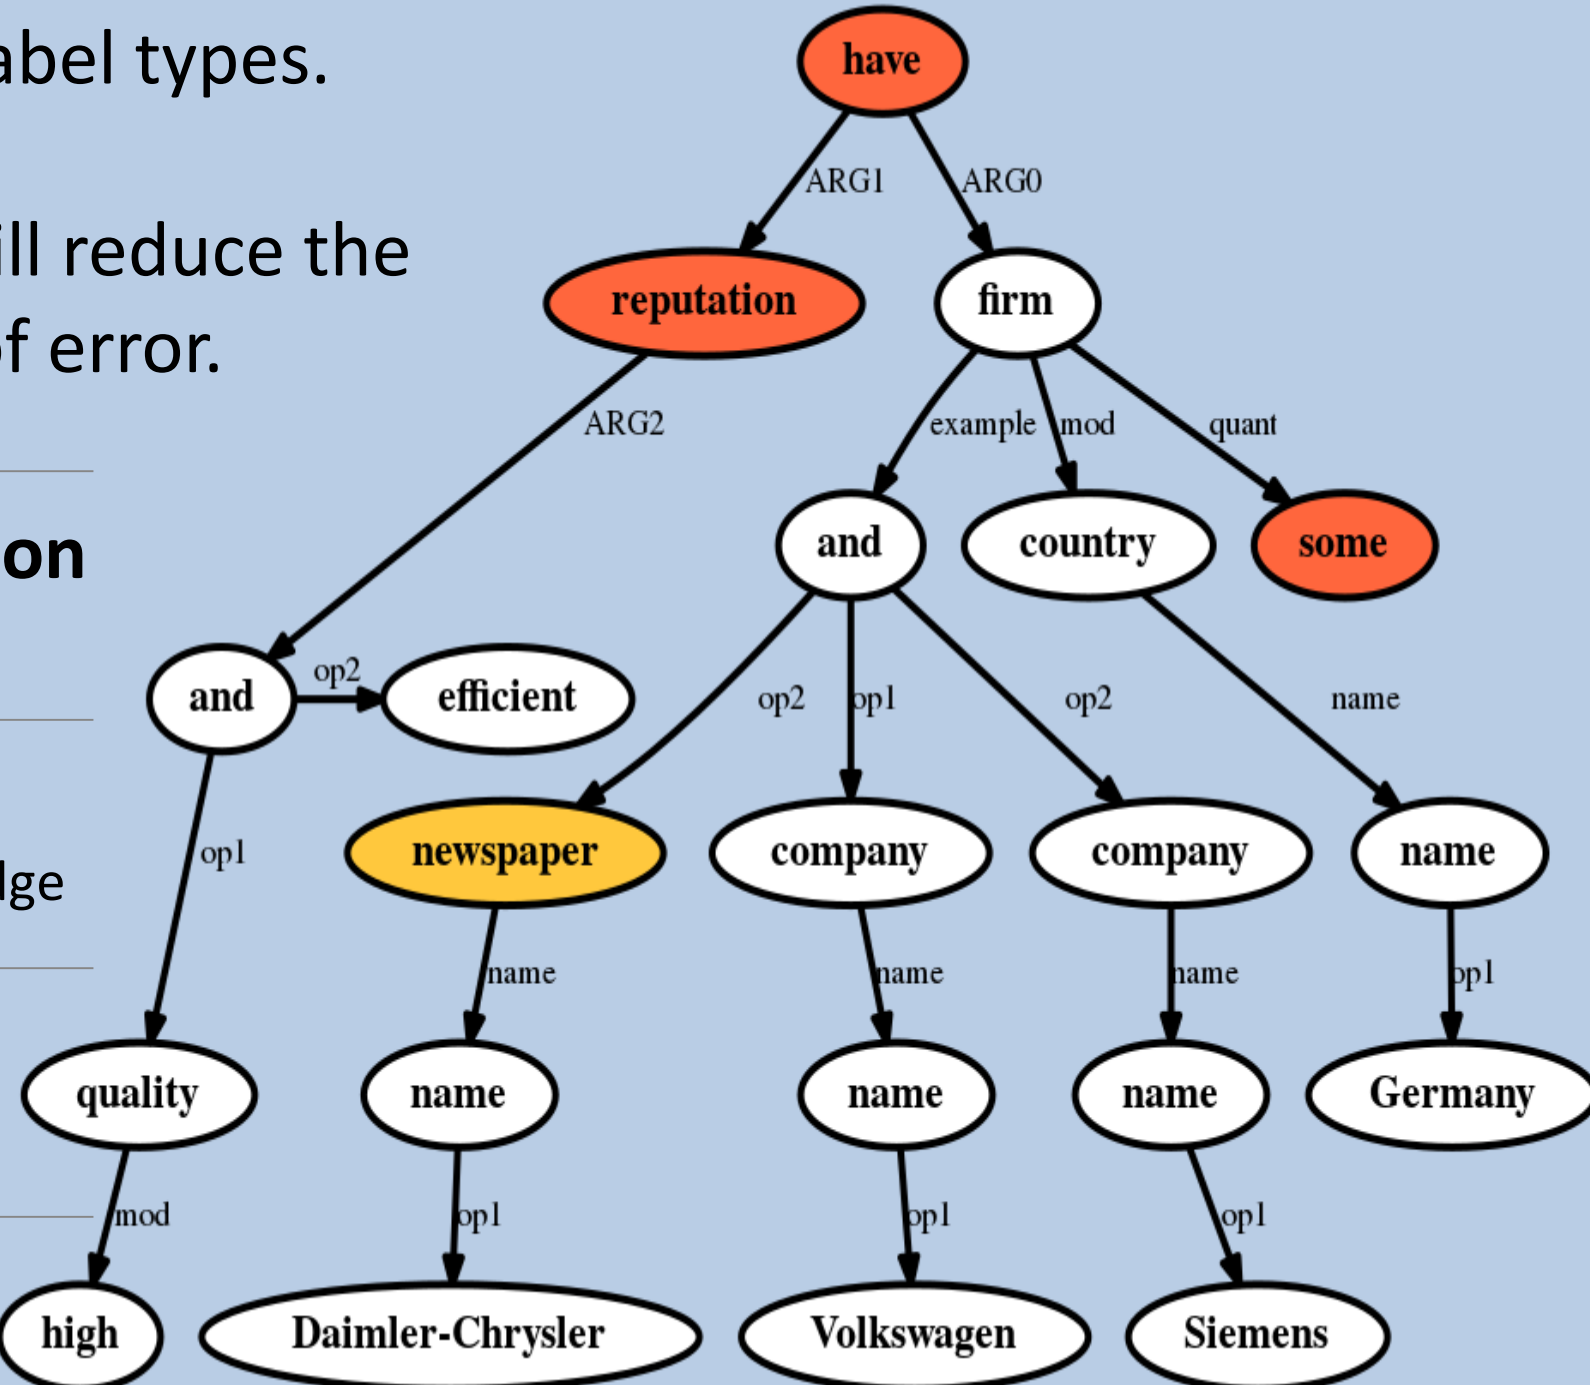 abel types.
ill reduce the
of error.
on
dge
have
ARG1
ARG0
reputation
firm
ARG2
example
mod
quant
and
country
some
and
op2
efficient
op2
op1
op2
name
op1
newspaper
company
company
name
name
name
name
op1
quality
name
name
name
Germany
mod
op1
op1
op1
high
Daimler-Chrysler
Volkswagen
Siemens